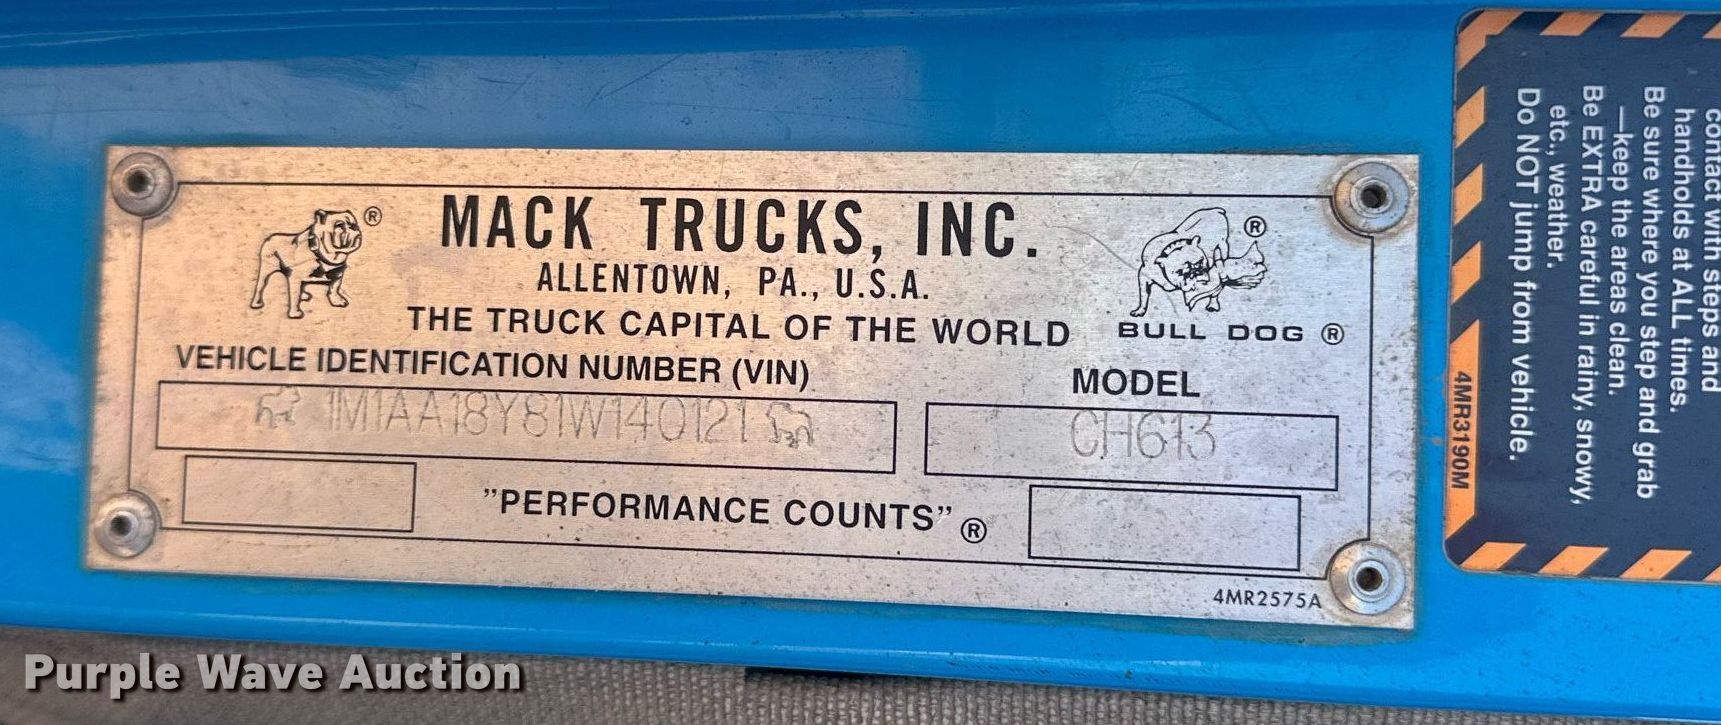 MACK TRUCKS, INC.
ALLENTOWN, PA., U.S.A.
THE TRUCK CAPITAL OF THE WORLD
®
®
BULL DOG ®
VEHICLE IDENTIFICATION NUMBER (VIN)
1M1AA18Y81W140121
MODEL
CH613
"PERFORMANCE COUNTS"®
4MR2575A
contact with steps and
handholds at ALL times.
Be sure where you step and grab
—keep the areas clean.
Be EXTRA careful in rainy, snowy,
etc., weather.
Do NOT jump from vehicle.
4MR3190M
Purple Wave Auction